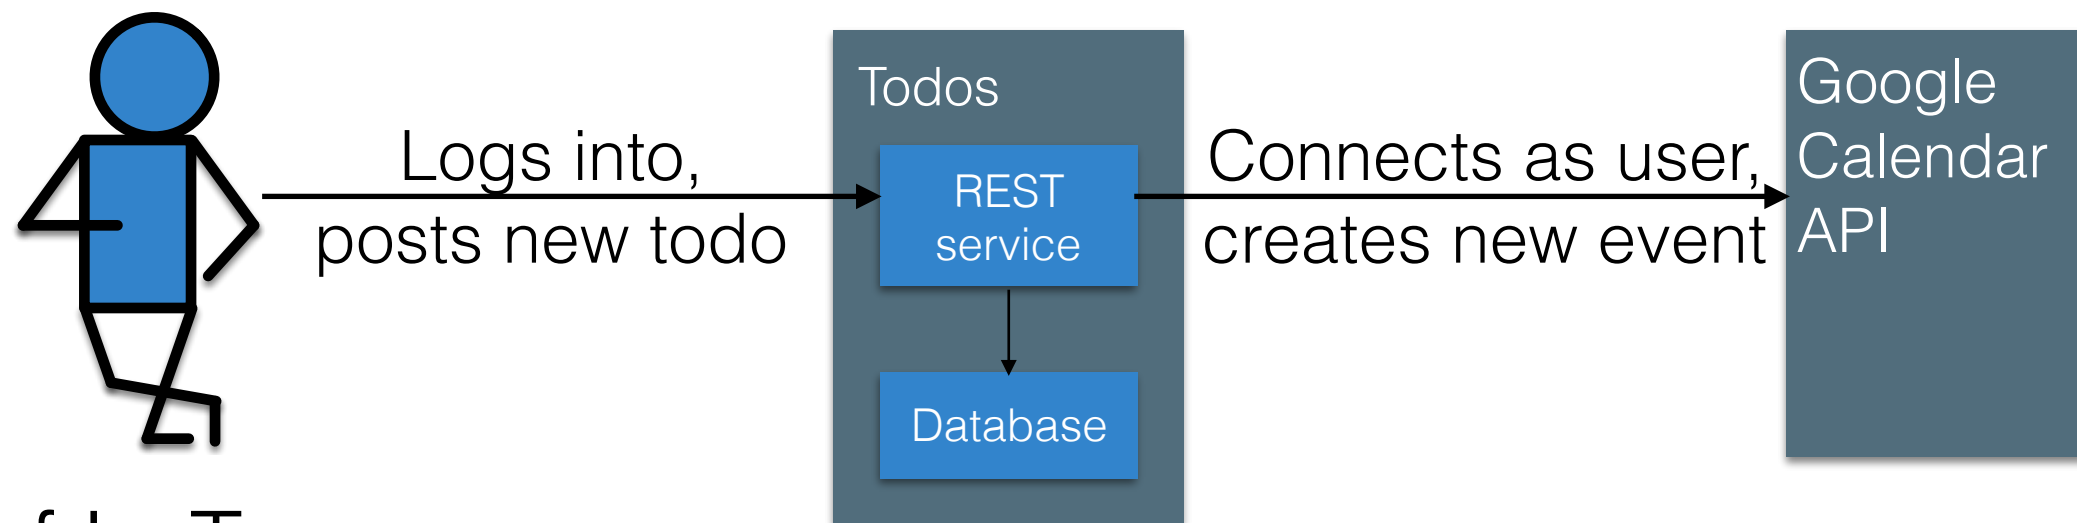 Logs into,
posts new todo
Todos
REST
service
Database
Connects as user,
creates new event
Google
Calendar
API